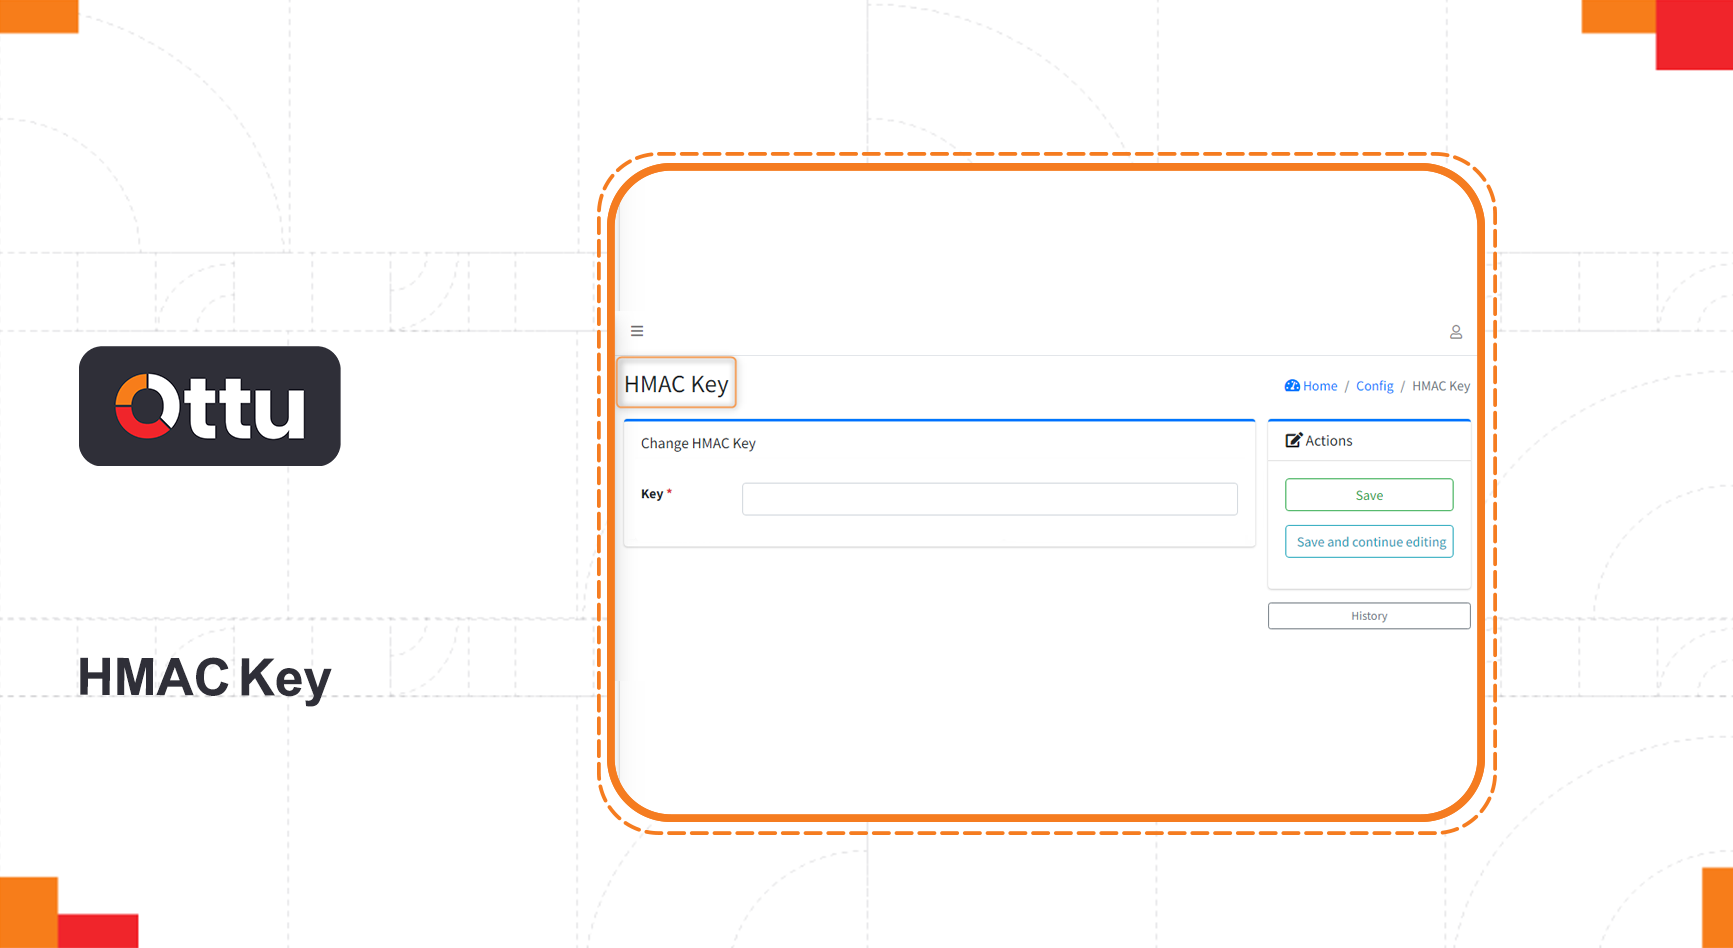 Ottu
HMAC Key
HMAC Key
Home / Config / HMAC Key
Change HMAC Key
Key *
Actions
Save
Save and continue editing
History